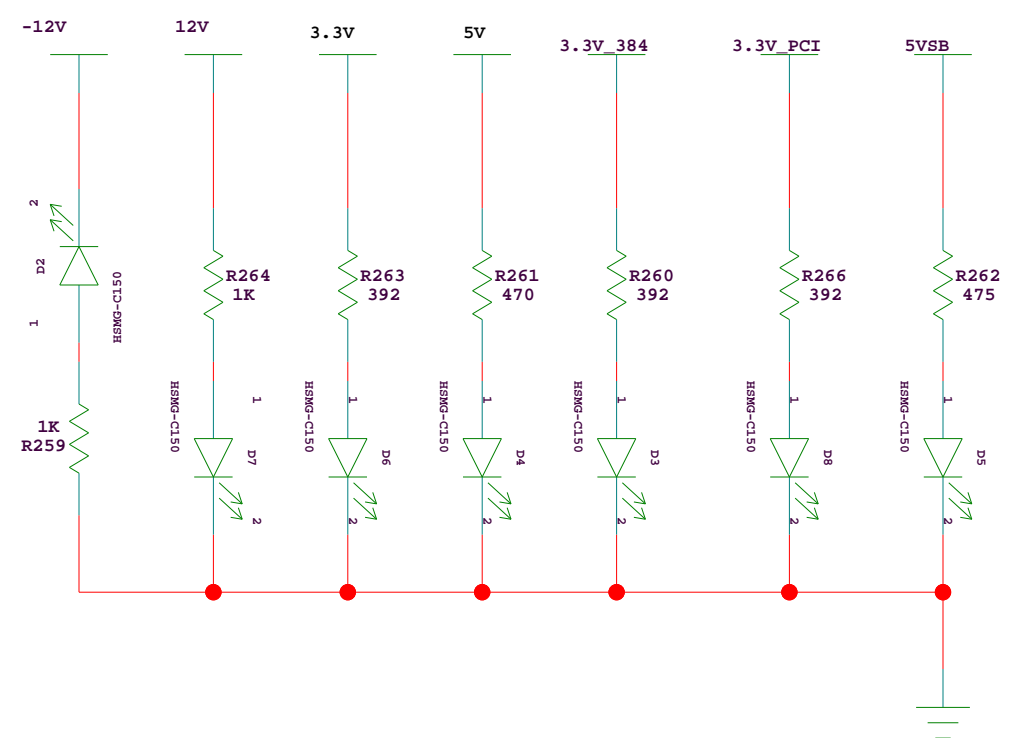 -12V
12V
3.3V
5V
3.3V_384
3.3V_PCI
5VSB
2
D2
1
HSMG-C150
1K
R259
R264
1K
HSMG-C150
1
D7
2
R263
392
HSMG-C150
1
D6
2
R261
470
HSMG-C150
1
D4
2
R260
392
HSMG-C150
1
D3
2
R266
392
HSMG-C150
1
D8
2
R262
475
HSMG-C150
1
D5
2